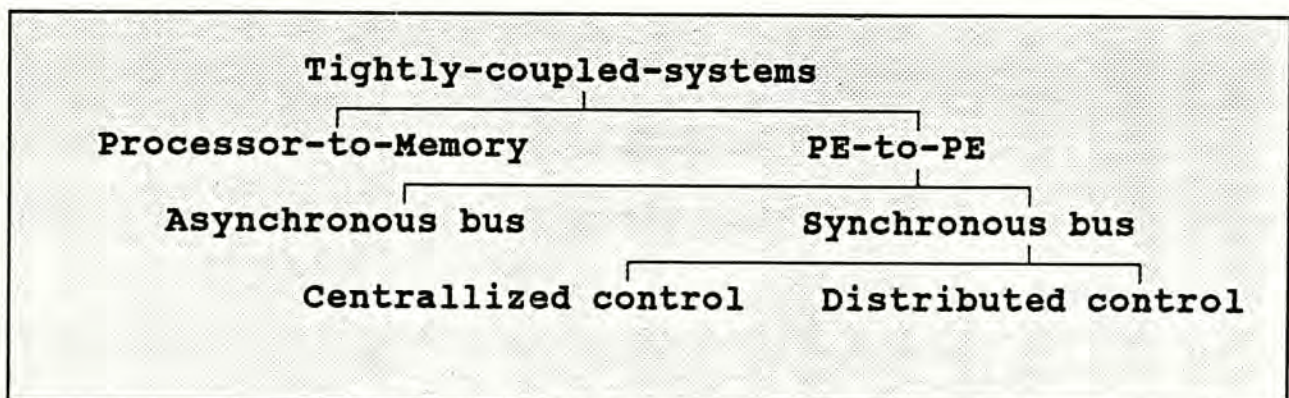 Tightly-coupled-systems
Processor-to-Memory PE-to-PE
Asynchronous bus Synchronous bus
Centrallized control Distributed control